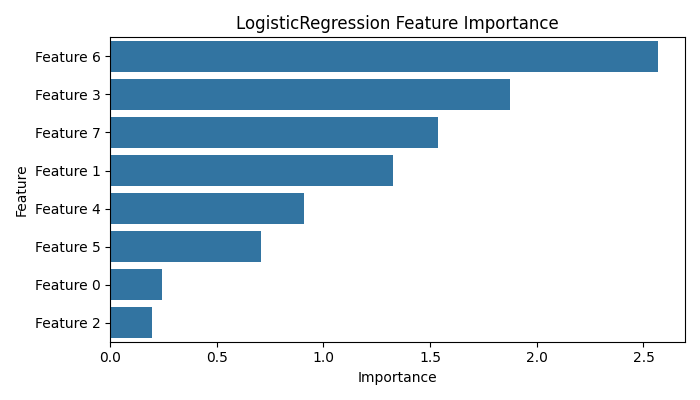 LogisticRegression Feature Importance
Feature 6
Feature 3
Feature 7
Feature 1
Feature 4
Feature 5
Feature 0
Feature 2
Feature
0.0 0.5 1.0 1.5 2.0 2.5
Importance